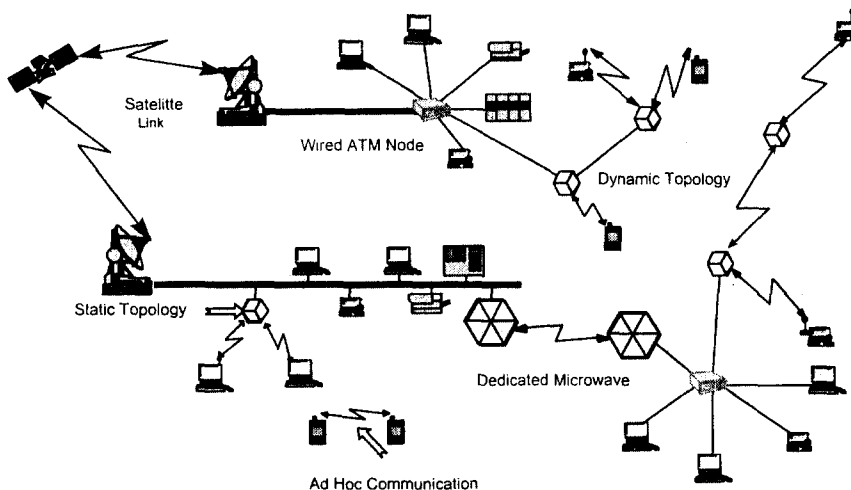 Satelitte
Link
Wired ATM Node
Dynamic Topology
Static Topology
Dedicated Microwave
Ad Hoc Communication